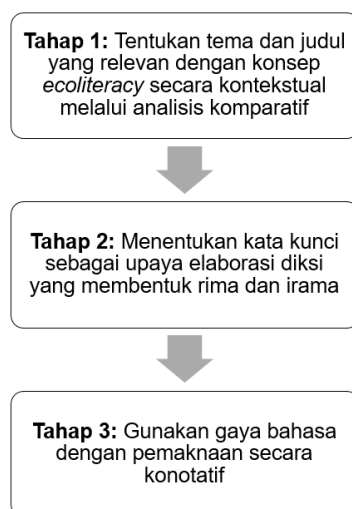 Tahap 1: Tentukan tema dan judul
yang relevan dengan konsep
ecoliteracy secara kontekstual
melalui analisis komparatif
Tahap 2: Menentukan kata kunci
sebagai upaya elaborasi diksi
yang membentuk rima dan irama
Tahap 3: Gunakan gaya bahasa
dengan pemaknaan secara
konotatif